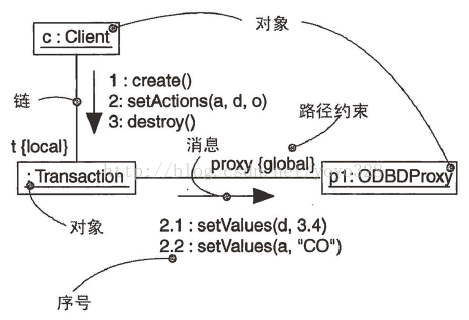 c : Client
对象
1 : create()
2: setActions(a, d, o)
3: destroy()
链
路径约束
t {local}
消息
proxy {global}
: Transaction
p1: ODBDProxy
对象
2.1 : setValues(d, 3.4)
2.2 : setValues(a, "CO")
序号